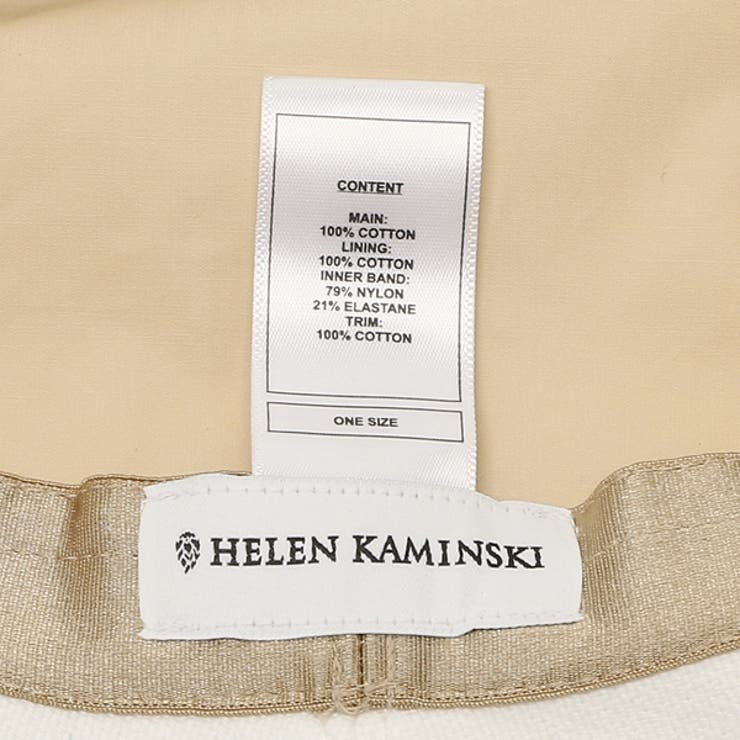 CONTENT
MAIN:
100% COTTON
LINING:
100% COTTON
INNER BAND:
79% NYLON
21% ELASTANE
TRIM:
100% COTTON
ONE SIZE
HELEN KAMINSKI